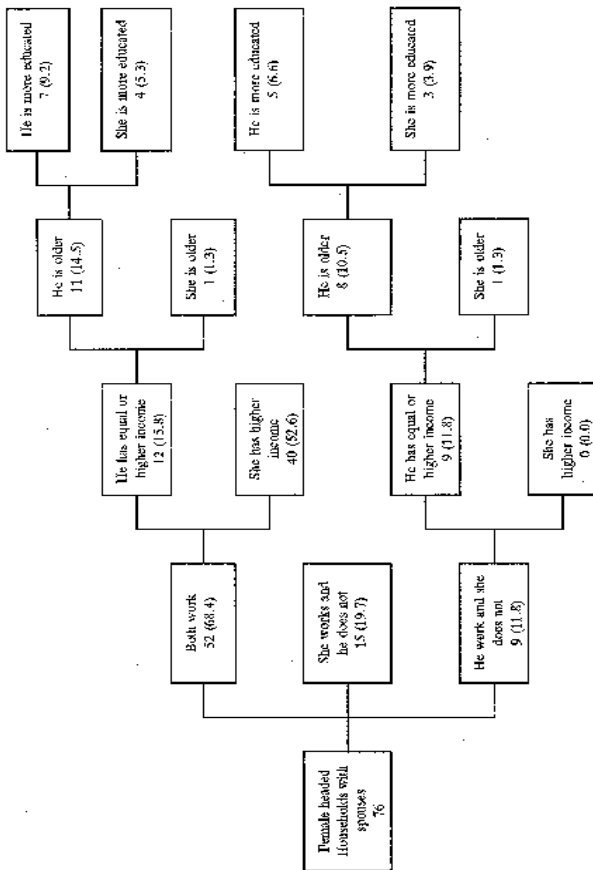 Female headed
Households with
spouses
76
Both work
52 (68.4)
She works and
he does not
15 (19.7)
He work and she
does not
9 (11.8)
He has equal or
higher income
12 (15.8)
She has higher
income
40 (52.6)
He has equal or
higher income
9 (11.8)
She has
higher income
0 (0.0)
He is older
11 (14.5)
She is older
1 (1.3)
He is older
8 (10.5)
She is older
1 (1.3)
He is more educated
7 (9.2)
She is more educated
4 (5.3)
He is more educated
5 (6.6)
She is more educated
3 (3.9)